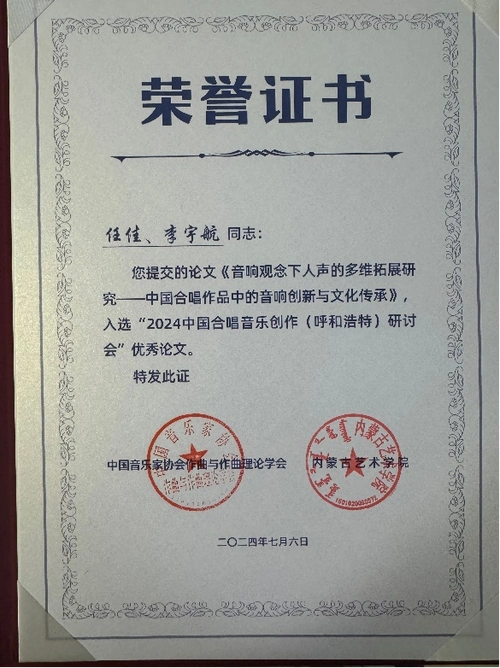 荣誉证书
任佳、李宇航 同志：
您提交的论文《音响观念下人声的多维拓展研
究——中国合唱作品中的音响创新与文化传承》，
入选“2024中国合唱音乐创作（呼和浩特）研讨
会”优秀论文。
特发此证
中国音乐家协会作曲与作曲理论学会 内蒙古艺术学院
二〇二四年七月六日